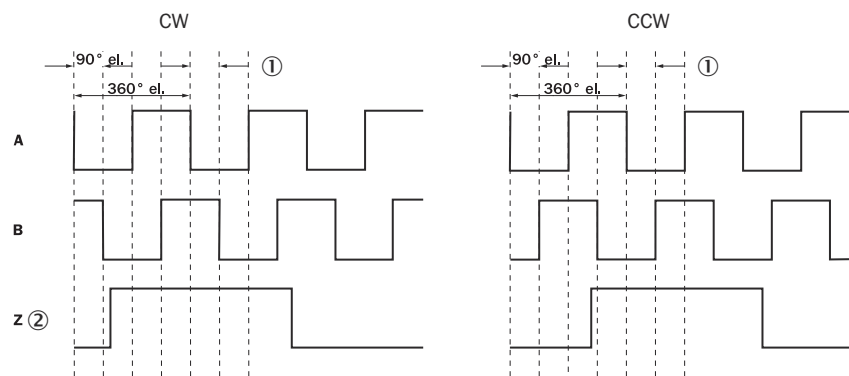 CW CCW
90° el. ① 90° el. ①
360° el. 360° el.
A
B
Z ②